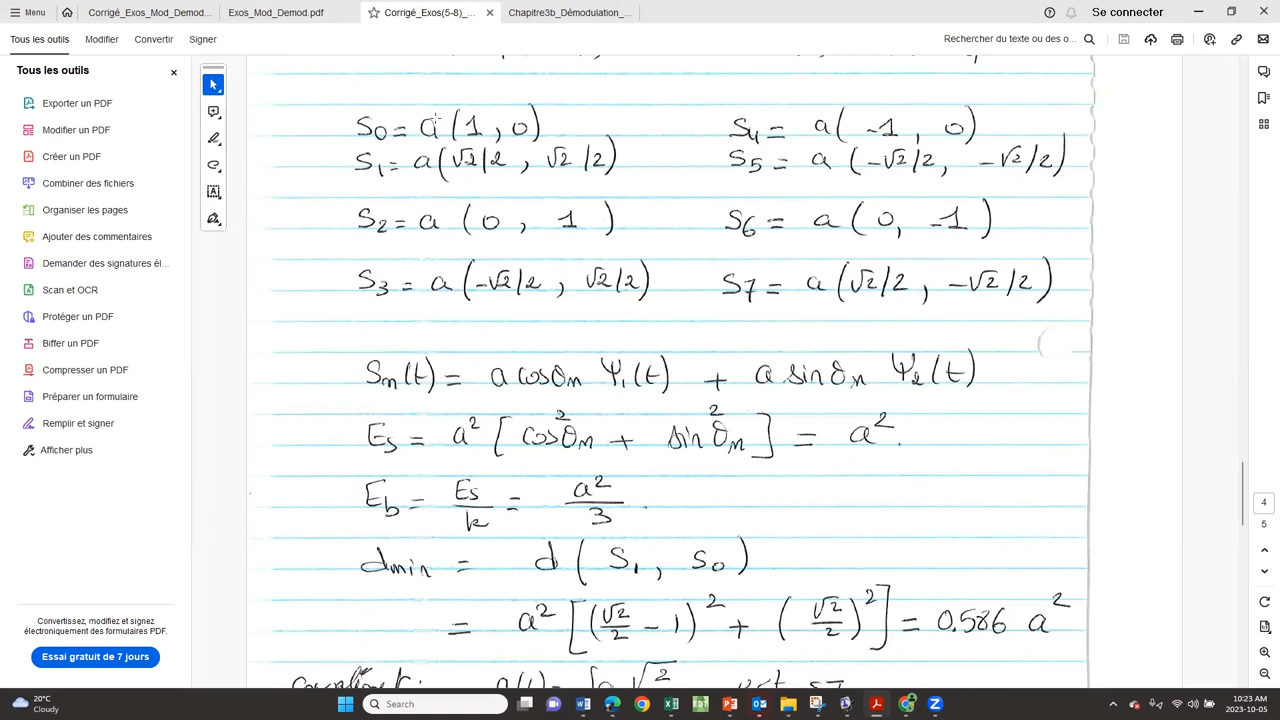 Menu Corrigé_Exos_Mod_Demod... Exos_Mod_Demod.pdf Corrigé_Exos(5-8)_... Chapitre3b_Démodulation_... Se connecter
Tous les outils Modifier Convertir Signer Rechercher du texte ou des o...
Tous les outils
Exporter un PDF
Modifier un PDF
Créer un PDF
Combiner des fichiers
Organiser les pages
Ajouter des commentaires
Demander des signatures él...
Scan et OCR
Protéger un PDF
Biffer un PDF
Compresser un PDF
Préparer un formulaire
Remplir et signer
Afficher plus
Convertissez, modifiez et signez
électroniquement des formulaires PDF.
Essai gratuit de 7 jours
S0 = a (1, 0) S4 = a (-1, 0)
S1 = a (√2/2, √2/2) S5 = a (-√2/2, -√2/2)
S2 = a (0, 1) S6 = a (0, -1)
S3 = a (-√2/2, √2/2) S7 = a (√2/2, -√2/2)
Sm(t) = a cosθm Ψ1(t) + a sinθm Ψ2(t)
Es = a² [cos²θm + sin²θm] = a².
Eb = Es/k = a²/3.
dmin = d (S1, S0)
= a² [(√2/2 - 1)² + (√2/2)²] = 0.586 a²
4
5
20°C
Cloudy
Search
10:23 AM
2023-10-05